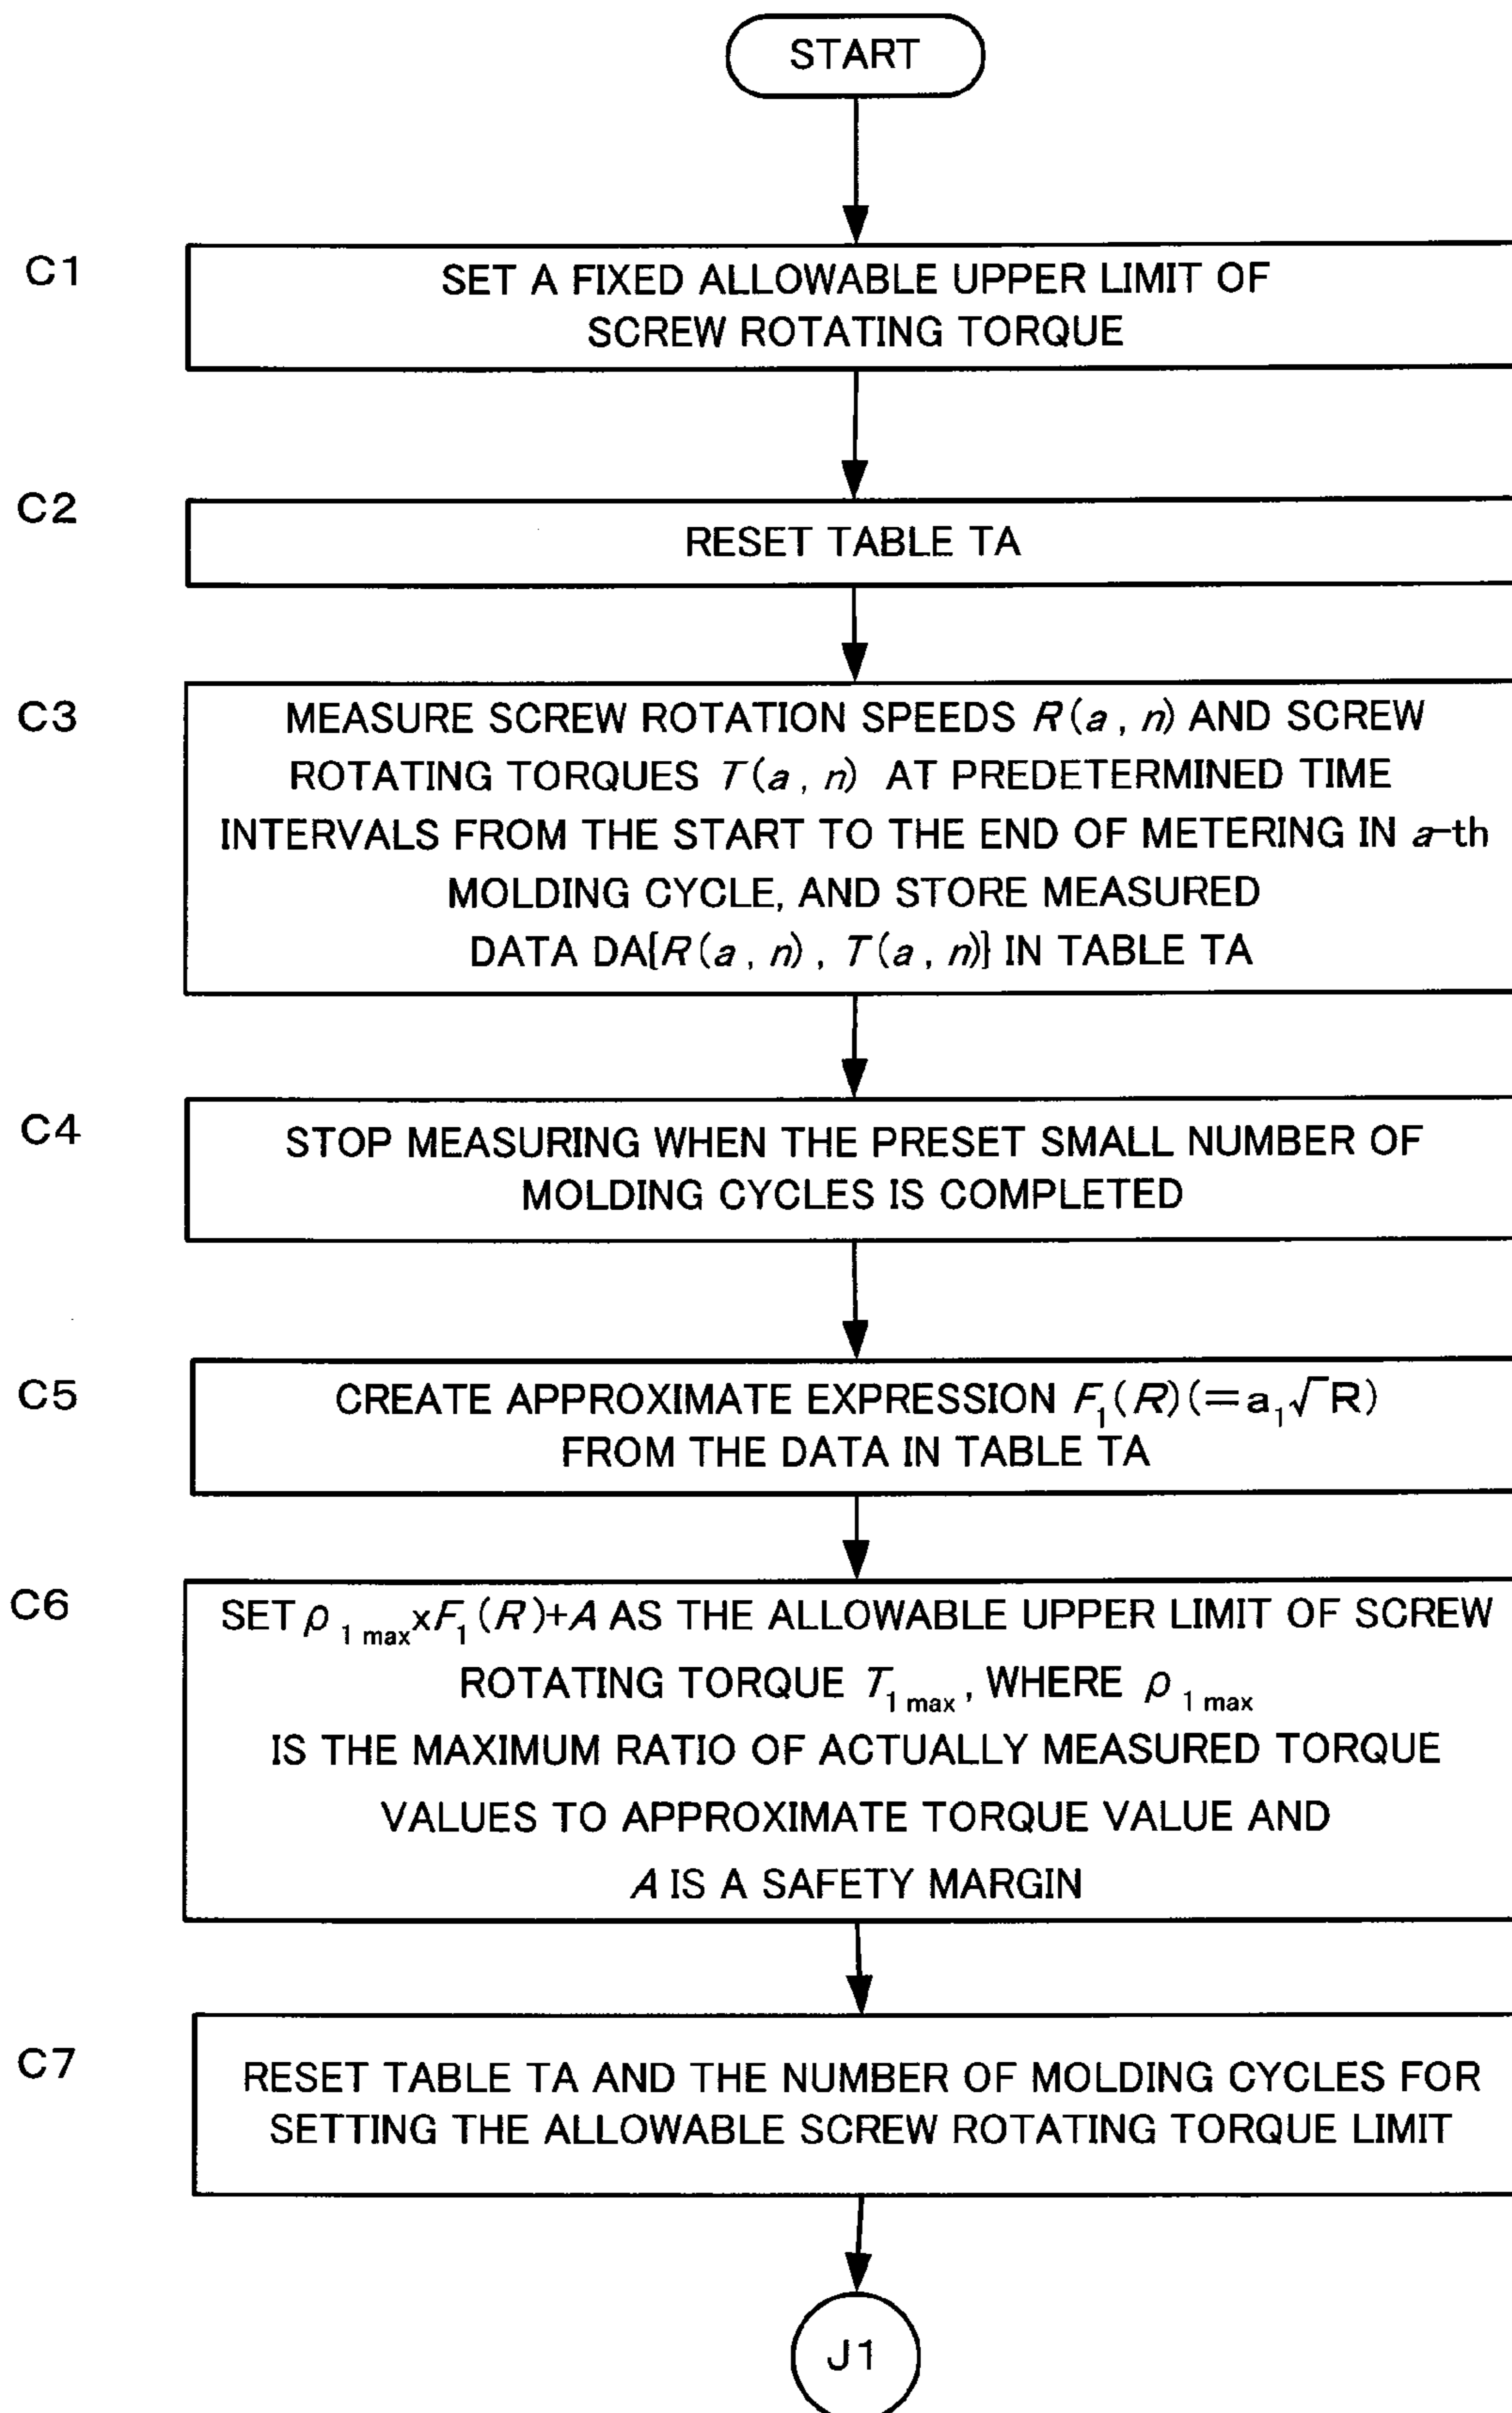 START
C1
SET A FIXED ALLOWABLE UPPER LIMIT OF
SCREW ROTATING TORQUE
C2
RESET TABLE TA
C3
MEASURE SCREW ROTATION SPEEDS R(a , n) AND SCREW
ROTATING TORQUES T(a , n) AT PREDETERMINED TIME
INTERVALS FROM THE START TO THE END OF METERING IN a-th
MOLDING CYCLE, AND STORE MEASURED
DATA DA{R(a , n) , T(a , n)} IN TABLE TA
C4
STOP MEASURING WHEN THE PRESET SMALL NUMBER OF
MOLDING CYCLES IS COMPLETED
C5
CREATE APPROXIMATE EXPRESSION F₁(R)(=a₁√R)
FROM THE DATA IN TABLE TA
C6
SET ρ 1 max xF₁(R)+A AS THE ALLOWABLE UPPER LIMIT OF SCREW
ROTATING TORQUE T1 max , WHERE ρ 1 max
IS THE MAXIMUM RATIO OF ACTUALLY MEASURED TORQUE
VALUES TO APPROXIMATE TORQUE VALUE AND
A IS A SAFETY MARGIN
C7
RESET TABLE TA AND THE NUMBER OF MOLDING CYCLES FOR
SETTING THE ALLOWABLE SCREW ROTATING TORQUE LIMIT
J1